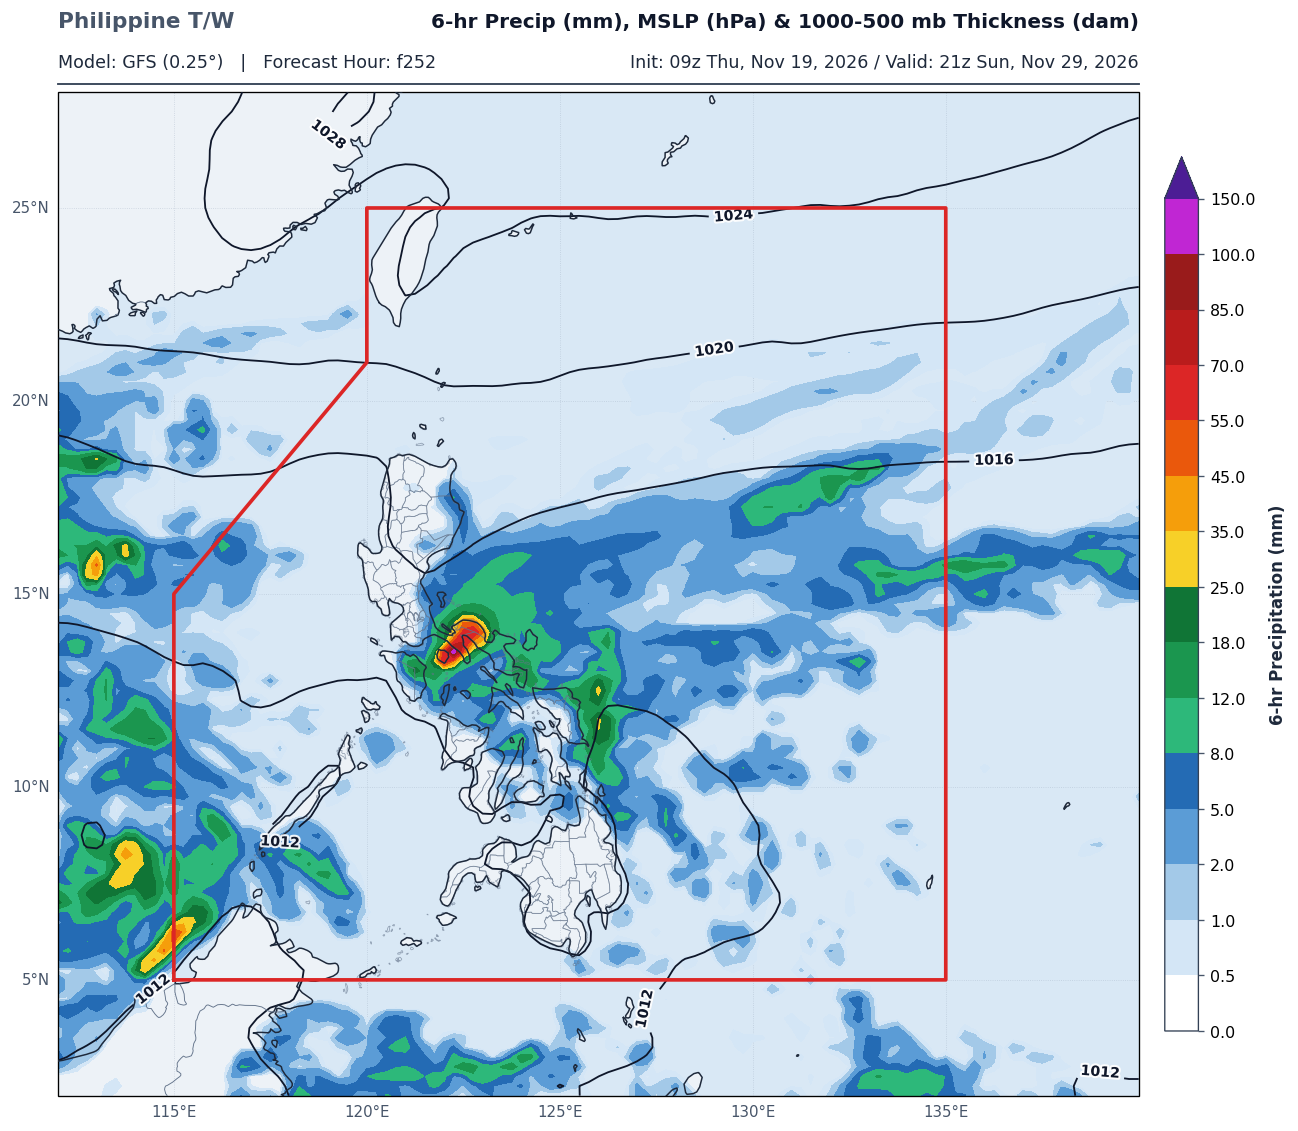 Philippine T/W
6-hr Precip (mm), MSLP (hPa) & 1000-500 mb Thickness (dam)
Model: GFS (0.25°) | Forecast Hour: f252
Init: 09z Thu, Nov 19, 2026 / Valid: 21z Sun, Nov 29, 2026
1028
1024
1020
1016
1012
1012
1012
1012
25°N
20°N
15°N
10°N
5°N
115°E
120°E
125°E
130°E
135°E
150.0
100.0
85.0
70.0
55.0
45.0
35.0
25.0
18.0
12.0
8.0
5.0
2.0
1.0
0.5
0.0
6-hr Precipitation (mm)